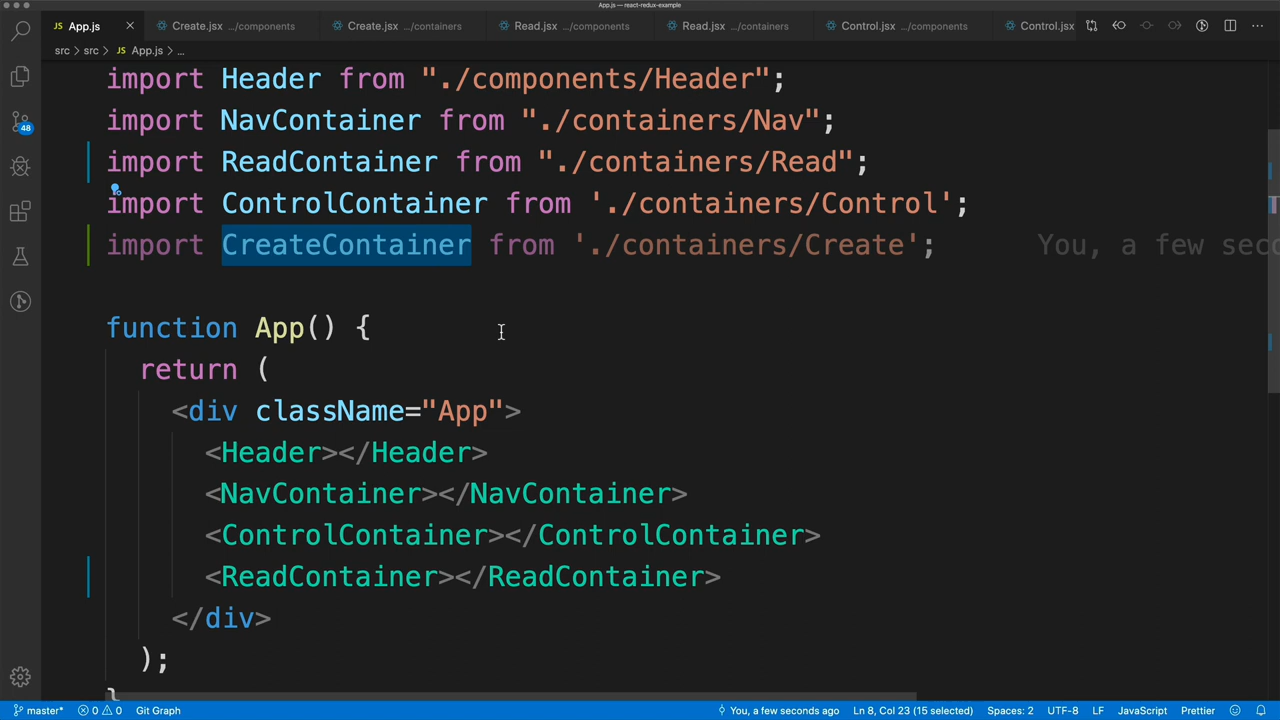 App.js — react-redux-example
App.js Create.jsx .../components Create.jsx .../containers Read.jsx .../components Read.jsx .../containers Control.jsx .../components Control.jsx
src > src > JS App.js > ...
import Header from "./components/Header";
import NavContainer from "./containers/Nav";
import ReadContainer from "./containers/Read";
import ControlContainer from './containers/Control';
import CreateContainer from './containers/Create'; You, a few seco
function App() {
return (
<div className="App">
<Header></Header>
<NavContainer></NavContainer>
<ControlContainer></ControlContainer>
<ReadContainer></ReadContainer>
</div>
);
}
48
master* 0 0 Git Graph You, a few seconds ago Ln 8, Col 23 (15 selected) Spaces: 2 UTF-8 LF JavaScript Prettier